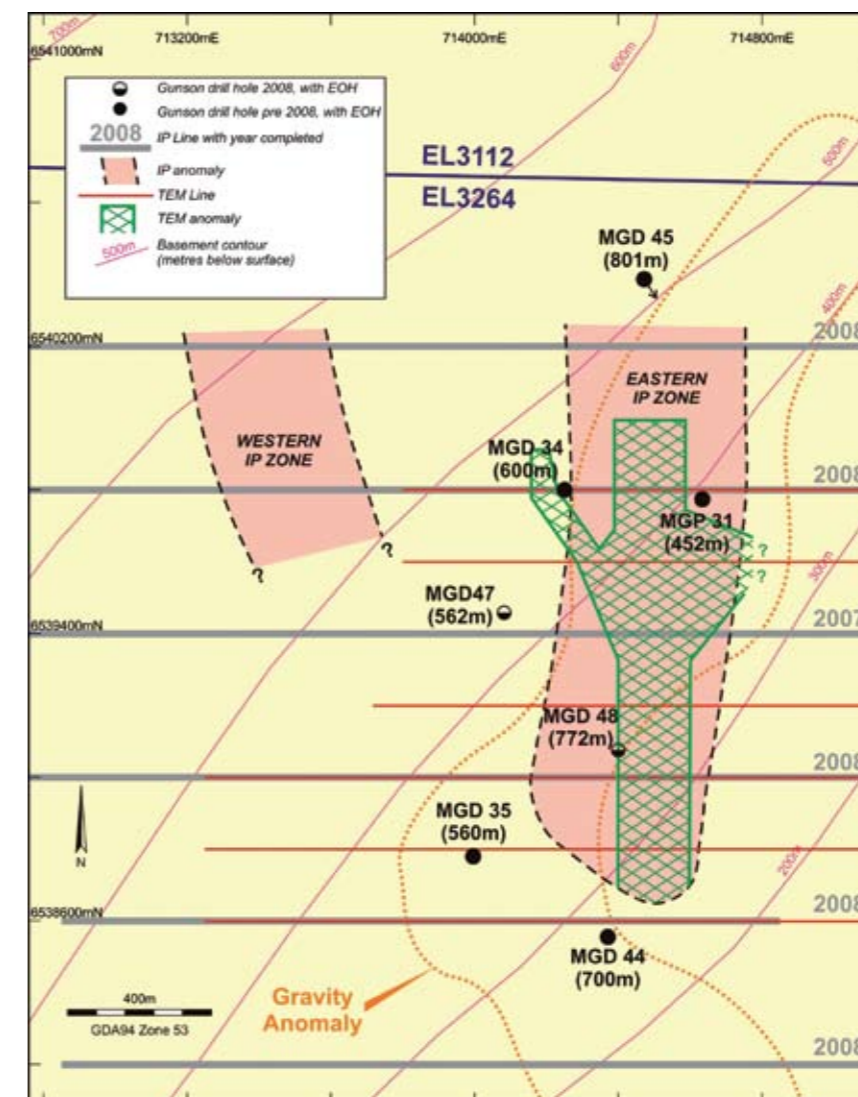 700m
713200mE
714000mE
714800mE
6541000mN
600m
Gunson drill hole 2008, with EOH
Gunson drill hole pre 2008, with EOH
2008
IP Line with year completed
IP anomaly
TEM Line
TEM anomaly
500m
Basement contour
(metres below surface)
EL3112
EL3264
500m
MGD 45
(801m)
400m
6540200mN
2008
EASTERN
IP ZONE
WESTERN
IP ZONE
MGD 34
(600m)
2008
MGP 31
(452m)
?
?
?
?
300m
MGD47
(562m)
6539400mN
2007
MGD 48
(772m)
2008
MGD 35
(560m)
N
200m
6538600mN
2008
MGD 44
(700m)
400m
GDA94 Zone 53
Gravity
Anomaly
2008